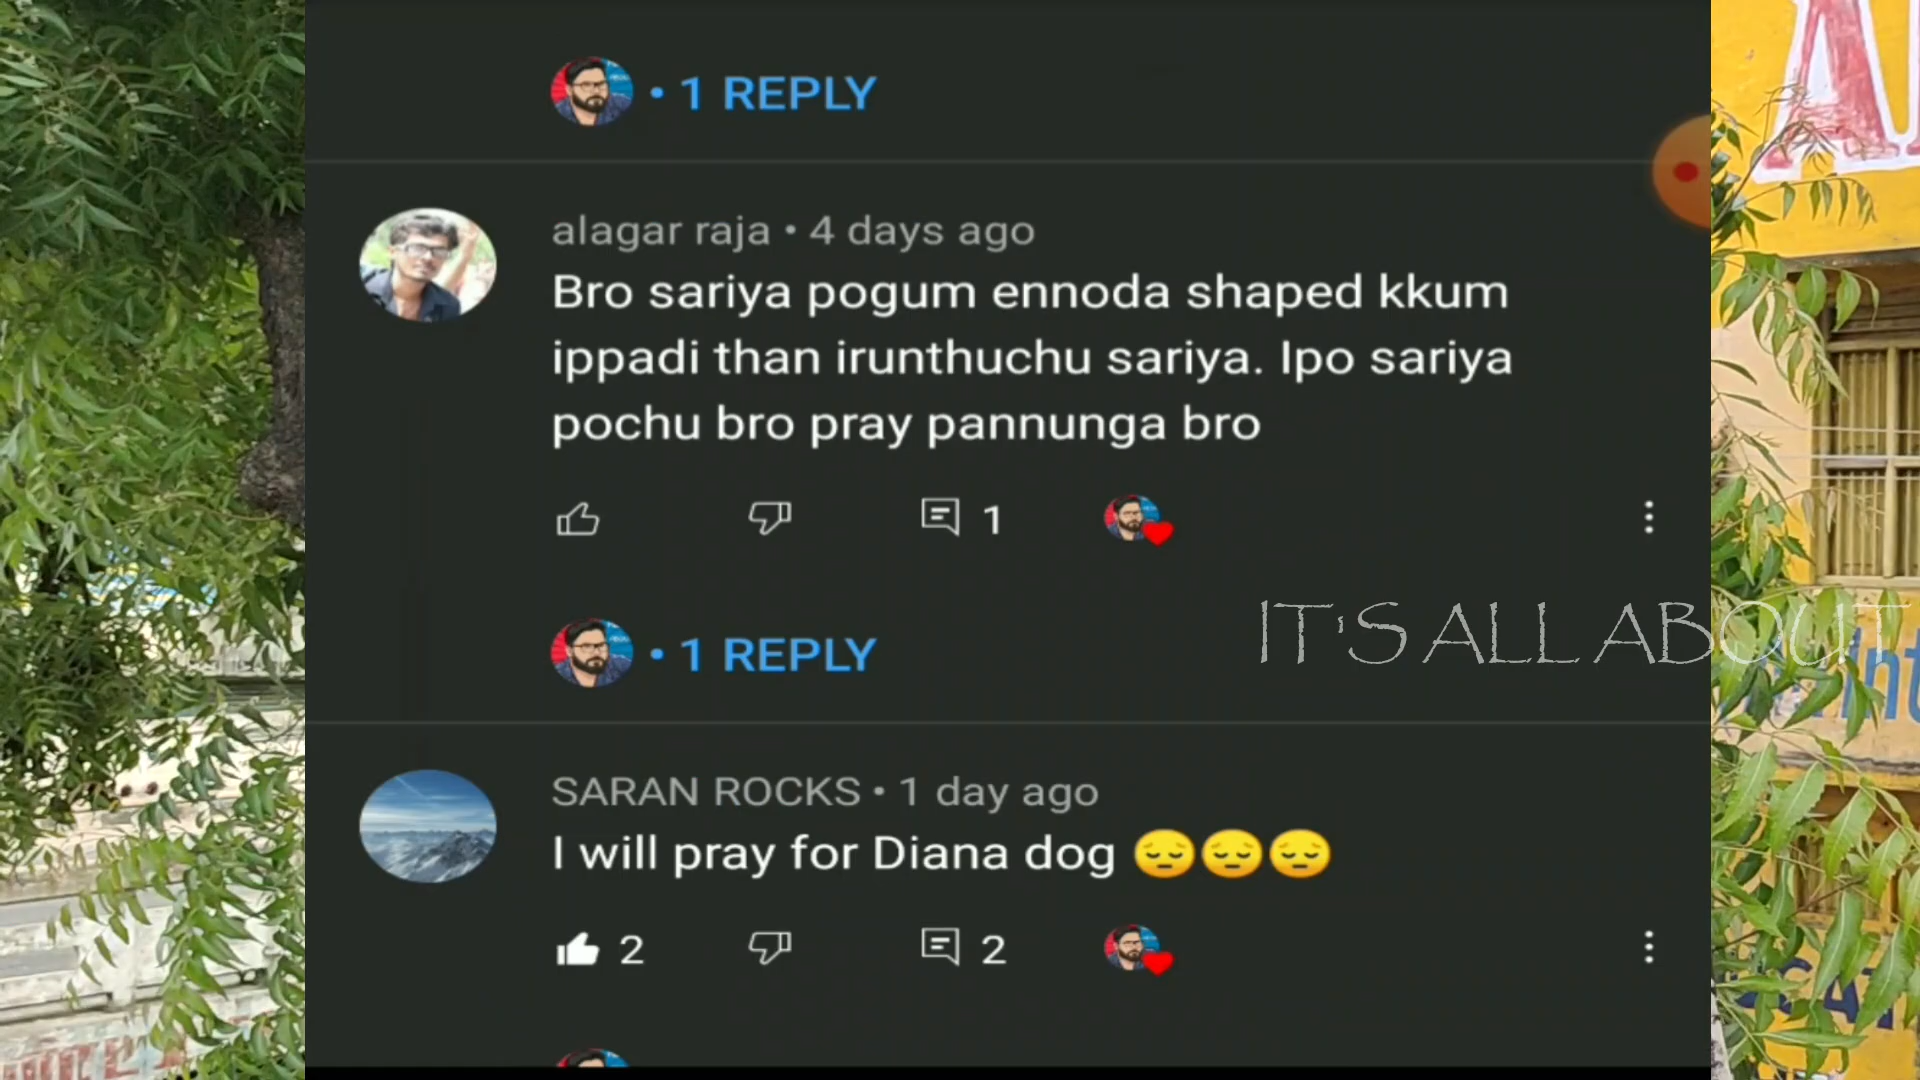 • 1 REPLY
alagar raja • 4 days ago
Bro sariya pogum ennoda shaped kkum
ippadi than irunthuchu sariya. Ipo sariya
pochu bro pray pannunga bro
1
• 1 REPLY
IT'S ALL ABOUT
SARAN ROCKS • 1 day ago
I will pray for Diana dog 😔😔😔
2
2